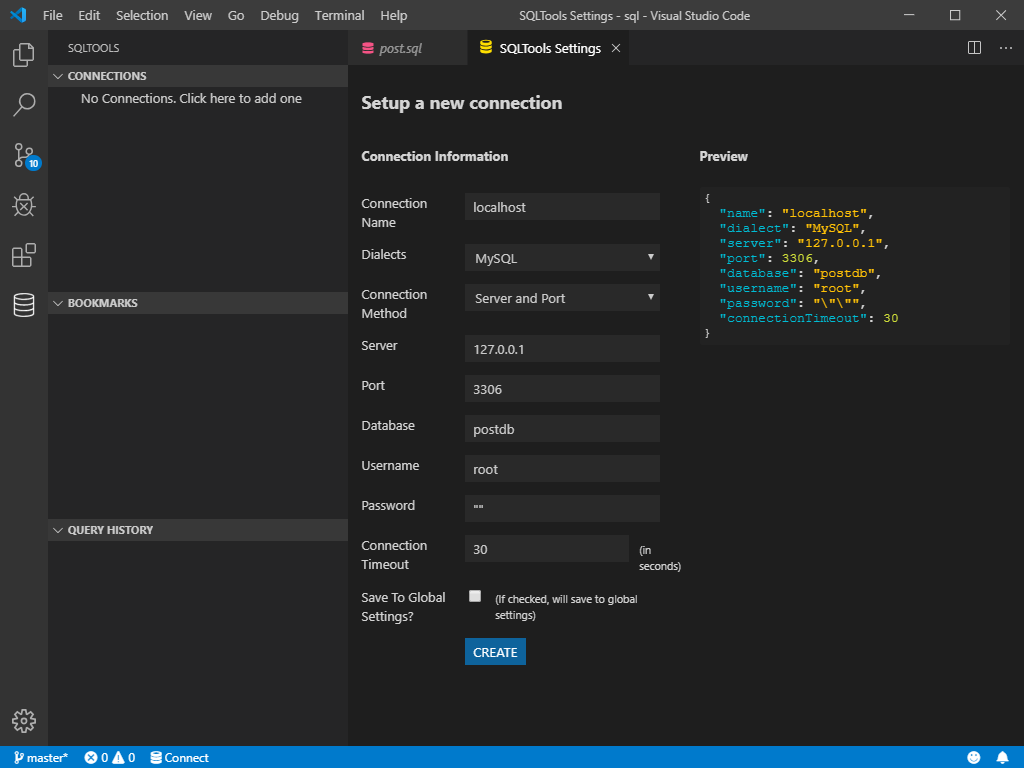 File Edit Selection View Go Debug Terminal Help
SQLTools Settings - sql - Visual Studio Code
SQLTOOLS
CONNECTIONS
No Connections. Click here to add one
BOOKMARKS
QUERY HISTORY
10
post.sql
SQLTools Settings
Setup a new connection
Connection Information
Connection
Name
localhost
Dialects
MySQL
Connection
Method
Server and Port
Server
127.0.0.1
Port
3306
Database
postdb
Username
root
Password
""
Connection
Timeout
30
(in
seconds)
Save To Global
Settings?
(If checked, will save to global
settings)
CREATE
Preview
{
"name": "localhost",
"dialect": "MySQL",
"server": "127.0.0.1",
"port": 3306,
"database": "postdb",
"username": "root",
"password": "\"\"",
"connectionTimeout": 30
}
master* 0 0 Connect